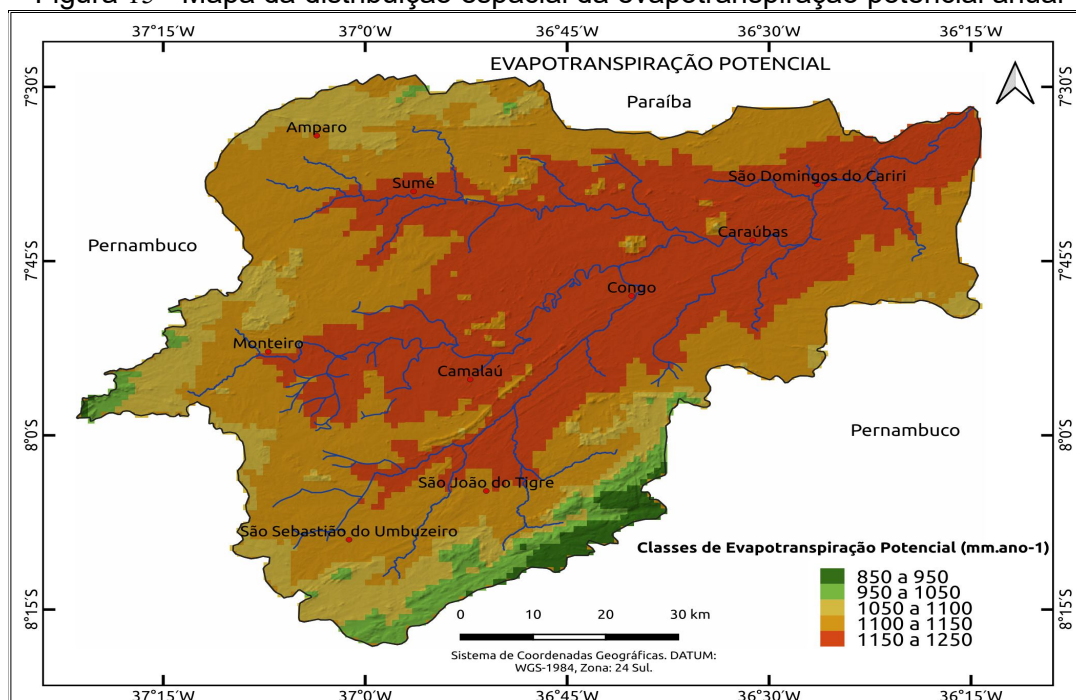 Figura 15 - Mapa da distribuição espacial da evapotranspiração potencial anual
37°15'W 37°0'W 36°45'W 36°30'W 36°15'W
EVAPOTRANSPIRAÇÃO POTENCIAL
7°30'S 7°30'S
Paraíba
Amparo
São Domingos do Cariri
Sumé
Caraúbas
Pernambuco
7°45'S 7°45'S
Congo
Monteiro
Camalaú
8°0'S 8°0'S
Pernambuco
São João do Tigre
São Sebastião do Umbuzeiro
Classes de Evapotranspiração Potencial (mm.ano-1)
850 a 950
950 a 1050
1050 a 1100
1100 a 1150
1150 a 1250
8°15'S 8°15'S
0 10 20 30 km
Sistema de Coordenadas Geográficas. DATUM:
WGS-1984, Zona: 24 Sul.
37°15'W 37°0'W 36°45'W 36°30'W 36°15'W